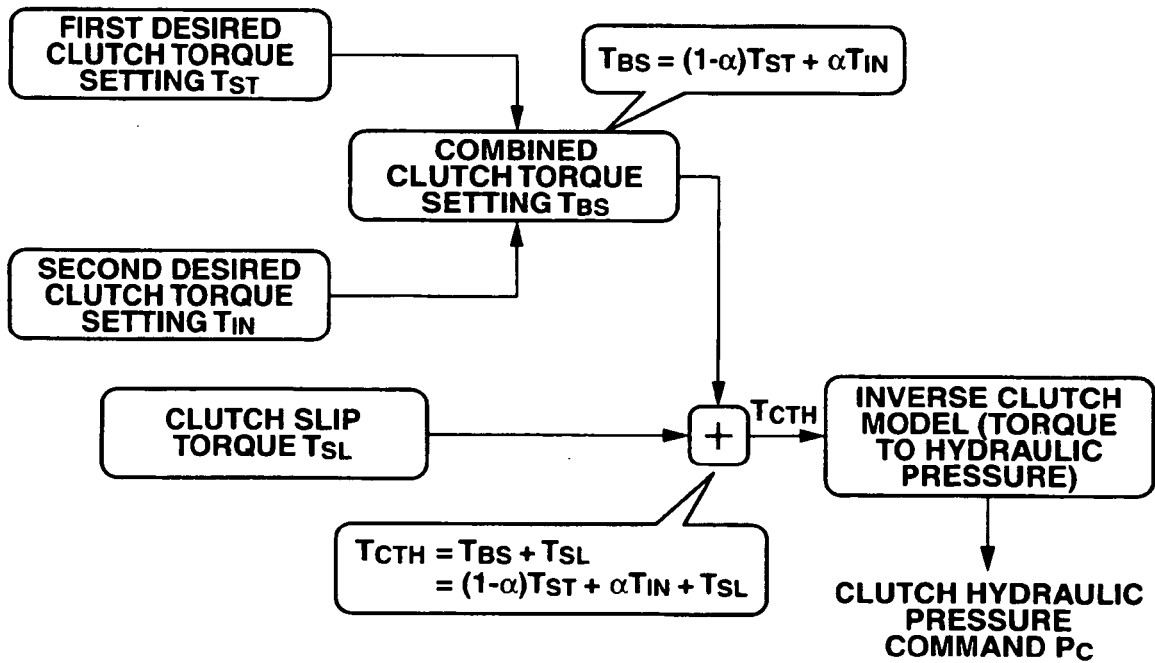 FIRST DESIRED
CLUTCH TORQUE
SETTING TST
TBS = (1-α)TST + αTIN
COMBINED
CLUTCH TORQUE
SETTING TBS
SECOND DESIRED
CLUTCH TORQUE
SETTING TIN
CLUTCH SLIP
TORQUE TSL
+
TCTH
INVERSE CLUTCH
MODEL (TORQUE
TO HYDRAULIC
PRESSURE)
TCTH = TBS + TSL
= (1-α)TST + αTIN + TSL
CLUTCH HYDRAULIC
PRESSURE
COMMAND PC